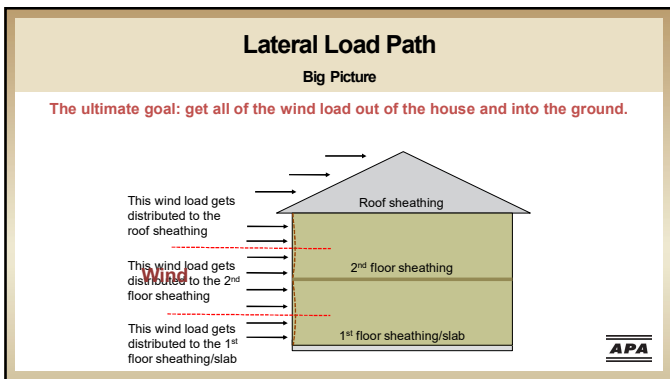 Lateral Load Path
Big Picture
The ultimate goal: get all of the wind load out of the house and into the ground.
This wind load gets
distributed to the
roof sheathing
Roof sheathing
This wind load gets
distributed to the 2nd
floor sheathing
Wind
2nd floor sheathing
This wind load gets
distributed to the 1st
floor sheathing/slab
1st floor sheathing/slab
APA